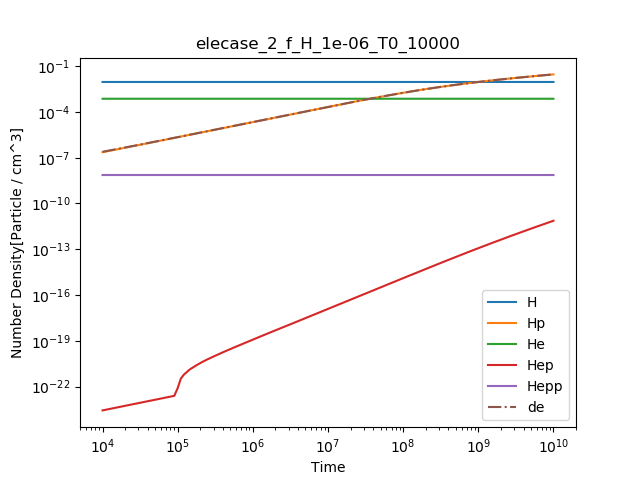 elecase_2_f_H_1e-06_T0_10000
Number Density[Particle / cm^3]
10^{-1}
10^{-4}
10^{-7}
10^{-10}
10^{-13}
10^{-16}
10^{-19}
10^{-22}
H
Hp
He
Hep
Hepp
de
10^4 10^5 10^6 10^7 10^8 10^9 10^{10}
Time